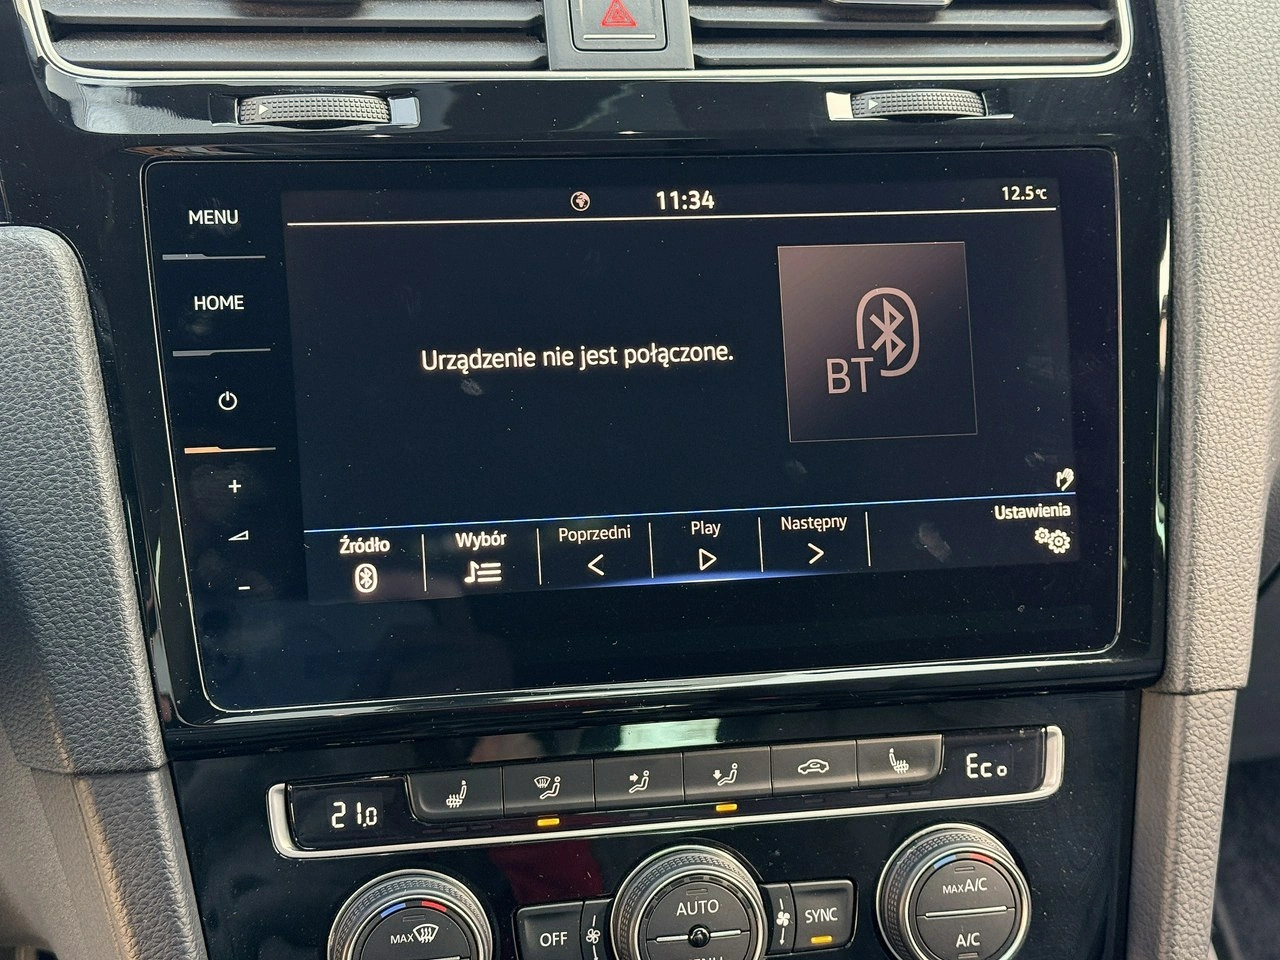 MENU
HOME
11:34
12.5°C
Urządzenie nie jest połączone.
BT
Źródło
Wybór
Poprzedni
Play
Następny
Ustawienia
+
-
21.0
Eco
MAX
OFF
AUTO
MENU
SYNC
MAX A/C
A/C